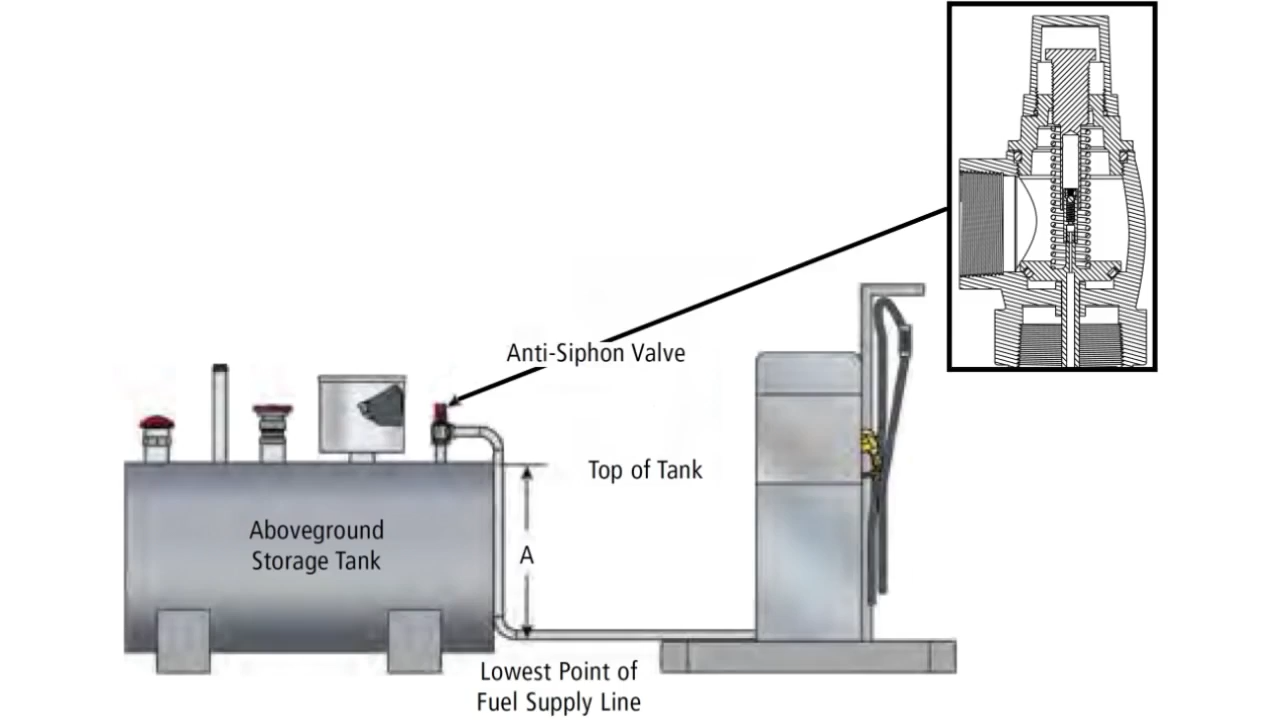 Anti-Siphon Valve
Top of Tank
Aboveground
Storage Tank
A
Lowest Point of
Fuel Supply Line